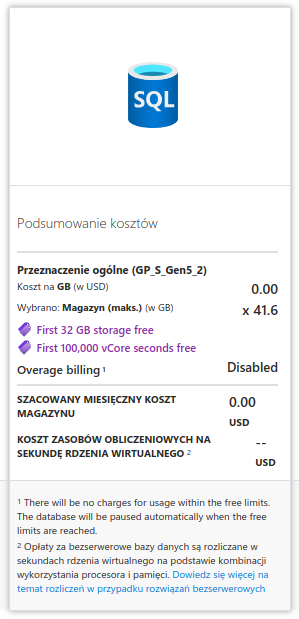 SQL
Podsumowanie kosztów
Przeznaczenie ogólne (GP_S_Gen5_2)
Koszt na GB (w USD) 0.00
Wybrano: Magazyn (maks.) (w GB) x 41.6
First 32 GB storage free
First 100,000 vCore seconds free
Overage billing ¹ Disabled
SZACOWANY MIESIĘCZNY KOSZT
MAGAZYNU
0.00
USD
KOSZT ZASOBÓW OBLICZENIOWYCH NA
SEKUNDĘ RDZENIA WIRTUALNEGO ²
--
USD
¹ There will be no charges for usage within the free limits.
The database will be paused automatically when the free
limits are reached.
² Opłaty za bezserwerowe bazy danych są rozliczane w
sekundach rdzenia wirtualnego na podstawie kombinacji
wykorzystania procesora i pamięci. Dowiedz się więcej na
temat rozliczeń w przypadku rozwiązań bezserwerowych